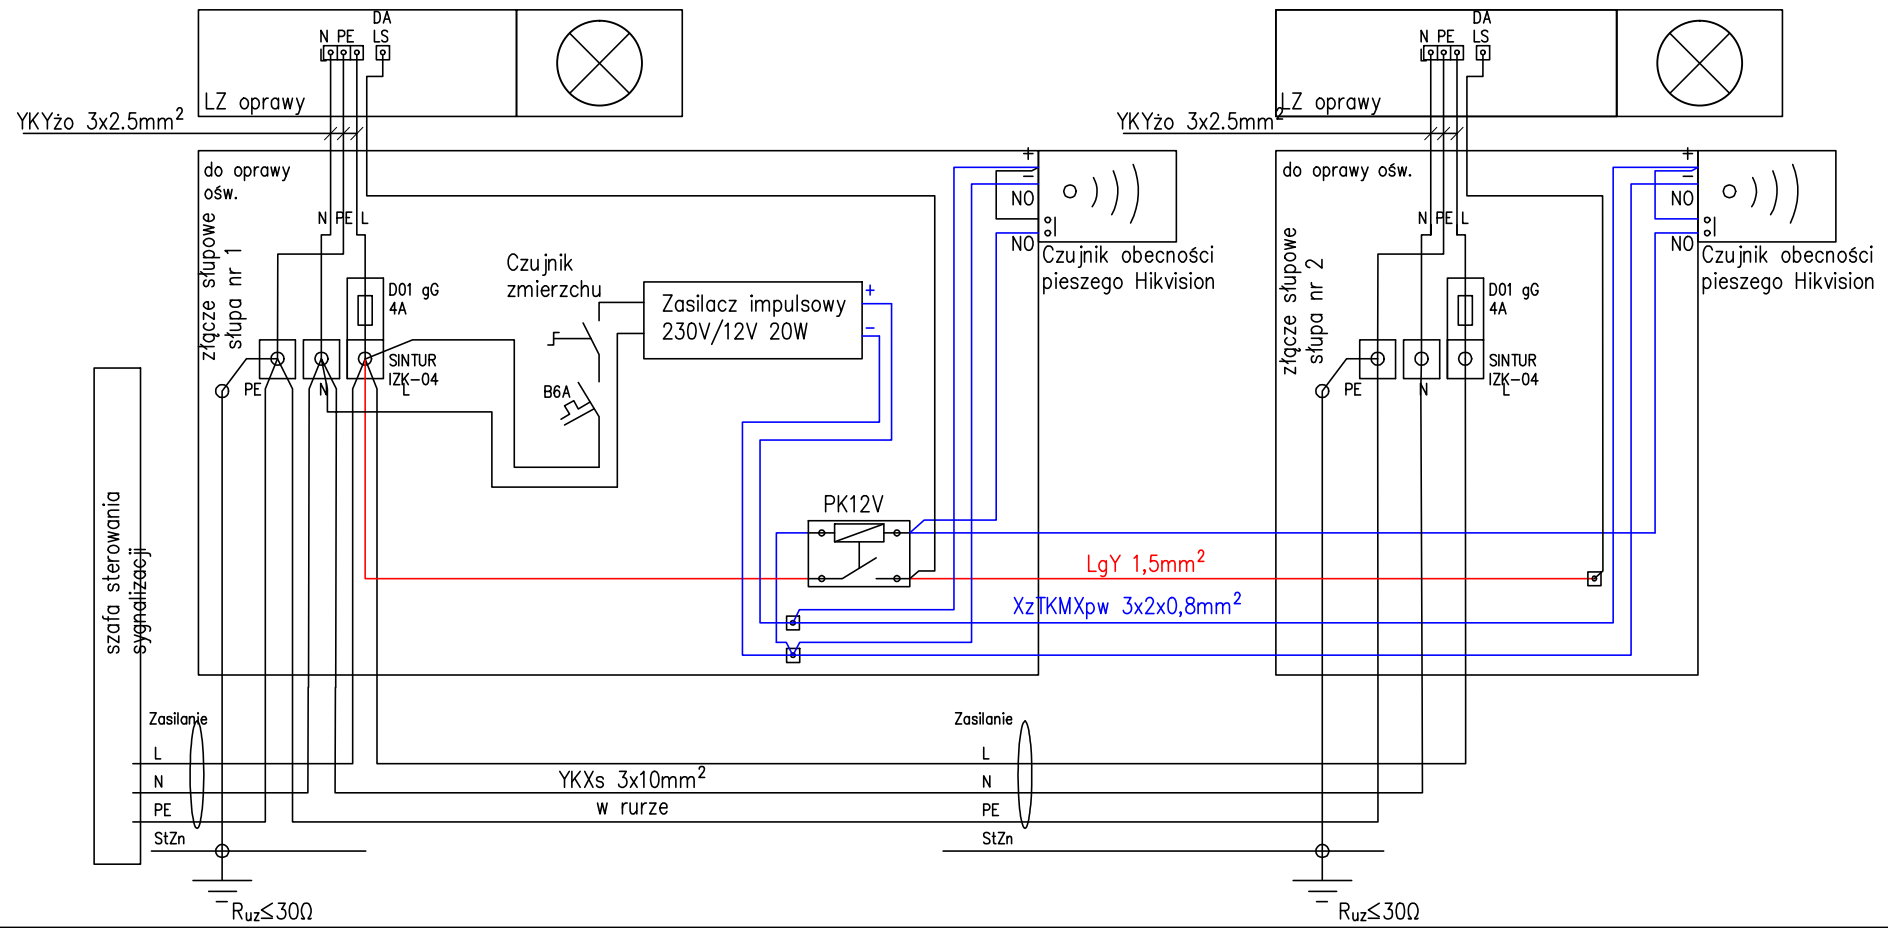 DA
N PE LS
L
LZ oprawy
YKYżo 3x2.5mm²
do oprawy
ośw.
złącze słupowe
słupa nr 1
N PE L
D01 gG
4A
SINTUR
IZK-04
PE
N
L
Czujnik
zmierzchu
B6A
Zasilacz impulsowy
230V/12V 20W
+
-
+
-
NO
NO
Czujnik obecności
pieszego Hikvision
PK12V
LgY 1,5mm²
XzTKMXpw 3x2x0,8mm²
szafa sterowania
sygnalizacji
Zasilanie
L
N
PE
StZn
YKXs 3x10mm²
w rurze
Ruz≤30Ω
DA
N PE LS
L
LZ oprawy
YKYżo 3x2.5mm²
do oprawy ośw.
złącze słupowe
słupa nr 2
N PE L
D01 gG
4A
SINTUR
IZK-04
PE
N
L
+
-
NO
NO
Czujnik obecności
pieszego Hikvision
Zasilanie
L
N
PE
StZn
Ruz≤30Ω